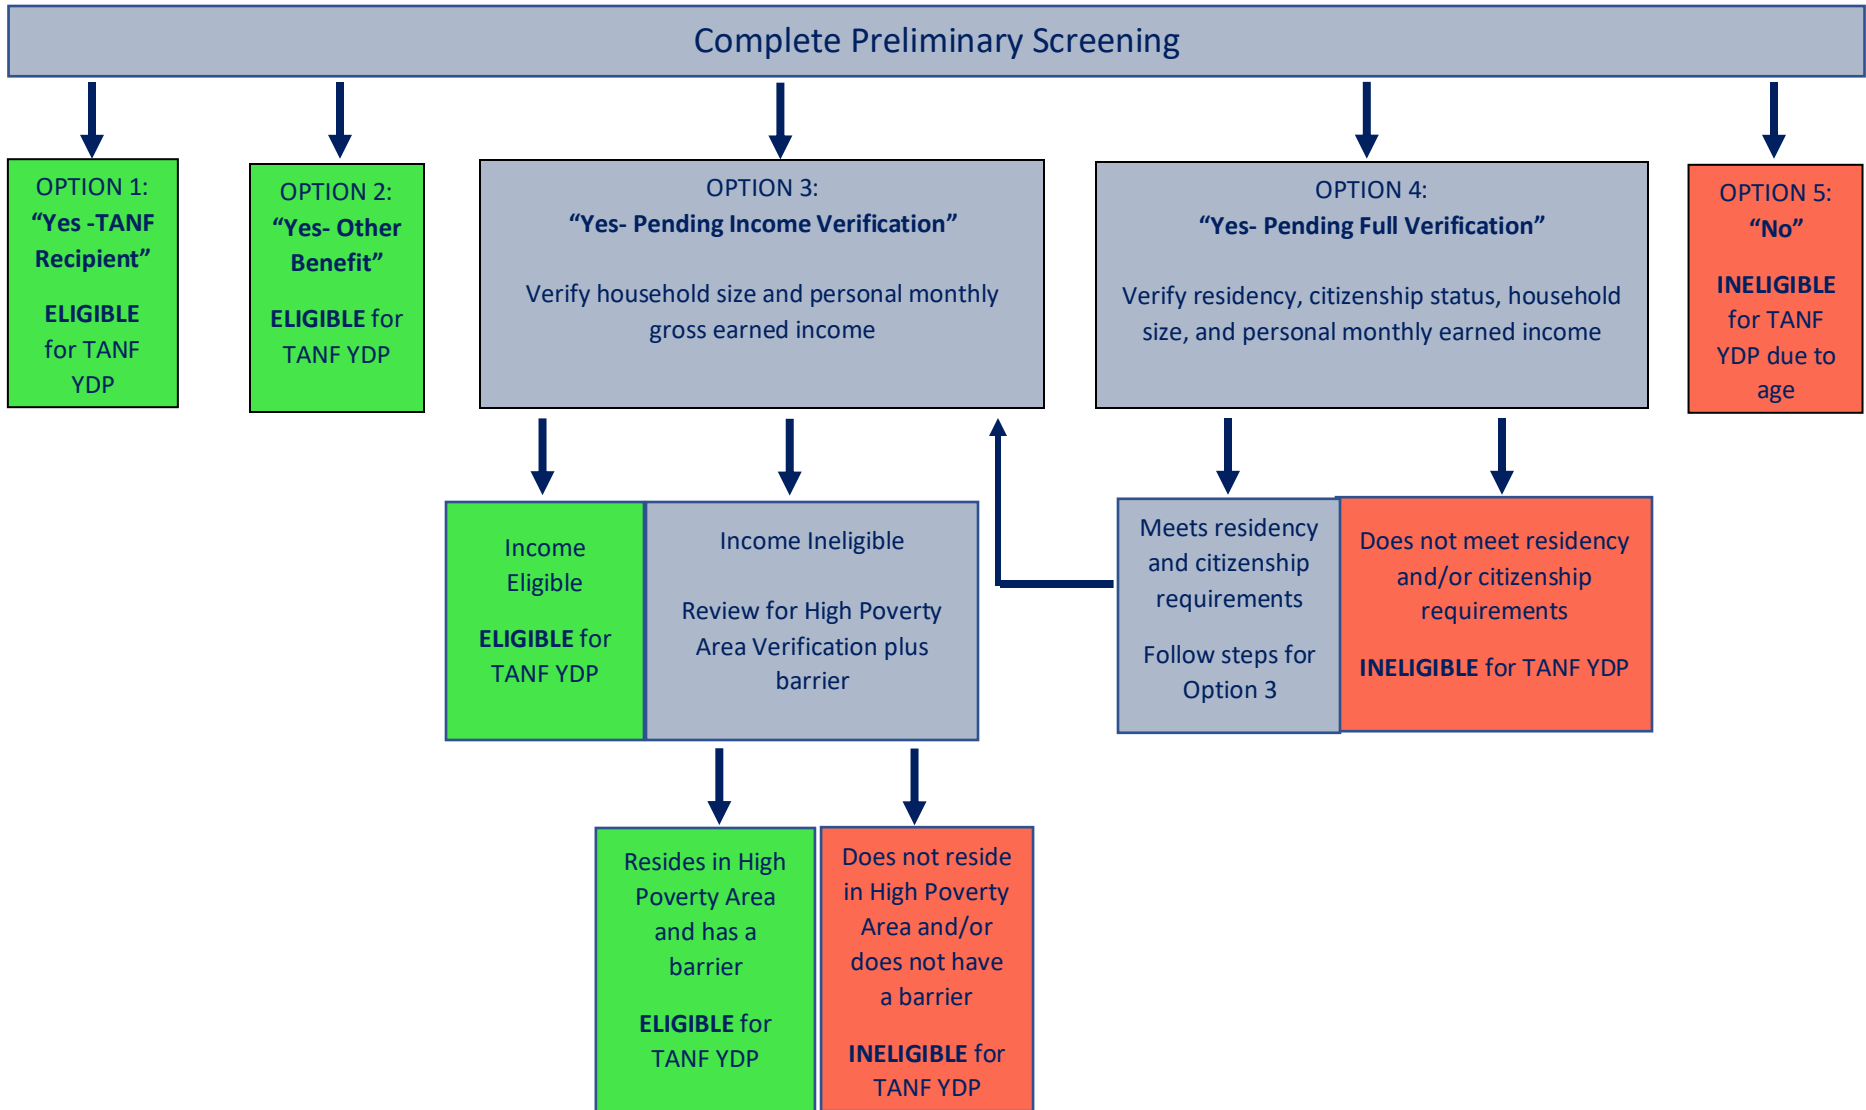 Complete Preliminary Screening
OPTION 1:
“Yes -TANF
Recipient”
ELIGIBLE
for TANF
YDP
OPTION 2:
“Yes- Other
Benefit”
ELIGIBLE for
TANF YDP
OPTION 3:
“Yes- Pending Income Verification”
Verify household size and personal monthly
gross earned income
OPTION 4:
“Yes- Pending Full Verification”
Verify residency, citizenship status, household
size, and personal monthly earned income
OPTION 5:
“No”
INELIGIBLE
for TANF
YDP due to
age
Income
Eligible
ELIGIBLE for
TANF YDP
Income Ineligible
Review for High Poverty
Area Verification plus
barrier
Meets residency
and citizenship
requirements
Follow steps for
Option 3
Does not meet residency
and/or citizenship
requirements
INELIGIBLE for TANF YDP
Resides in High
Poverty Area
and has a
barrier
ELIGIBLE for
TANF YDP
Does not reside
in High Poverty
Area and/or
does not have
a barrier
INELIGIBLE for
TANF YDP